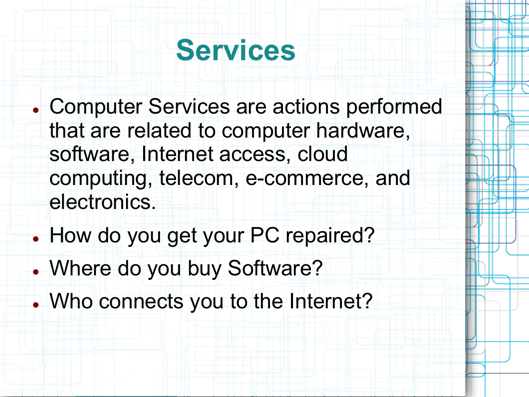 Services
● Computer Services are actions performed
that are related to computer hardware,
software, Internet access, cloud
computing, telecom, e-commerce, and
electronics.
● How do you get your PC repaired?
● Where do you buy Software?
● Who connects you to the Internet?